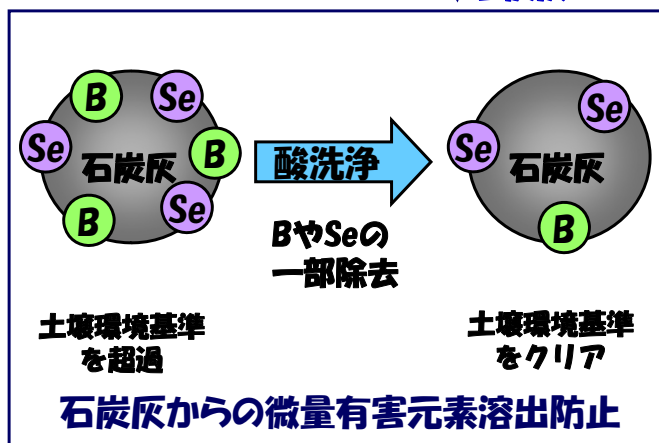 B
Se
Se
石炭灰
B
B
Se
酸洗浄
BやSeの
一部除去
Se
Se
石炭灰
B
土壌環境基準
を超過
土壌環境基準
をクリア
石炭灰からの微量有害元素溶出防止